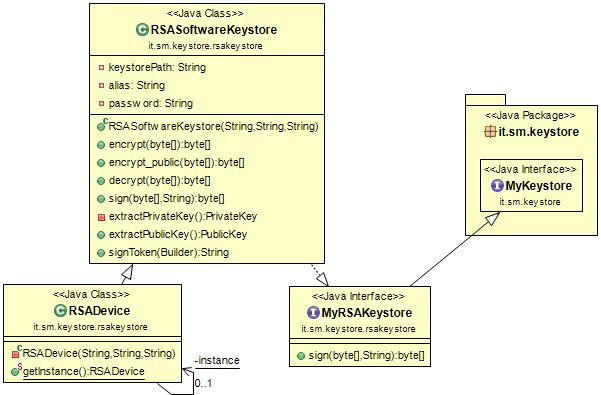 <<Java Class>>
RSASoftwareKeystore
it.sm.keystore.rsakeystore
keystorePath: String
alias: String
password: String
RSASoftwareKeystore(String,String,String)
encrypt(byte[]):byte[]
encrypt_public(byte[]):byte[]
decrypt(byte[]):byte[]
sign(byte[],String):byte[]
extractPrivateKey():PrivateKey
extractPublicKey():PublicKey
signToken(Builder):String
<<Java Package>>
it.sm.keystore
<<Java Interface>>
MyKeystore
it.sm.keystore
<<Java Class>>
RSADevice
it.sm.keystore.rsakeystore
RSADevice(String,String,String)
getInstance():RSADevice
-instance
0..1
<<Java Interface>>
MyRSAKeystore
it.sm.keystore.rsakeystore
sign(byte[],String):byte[]